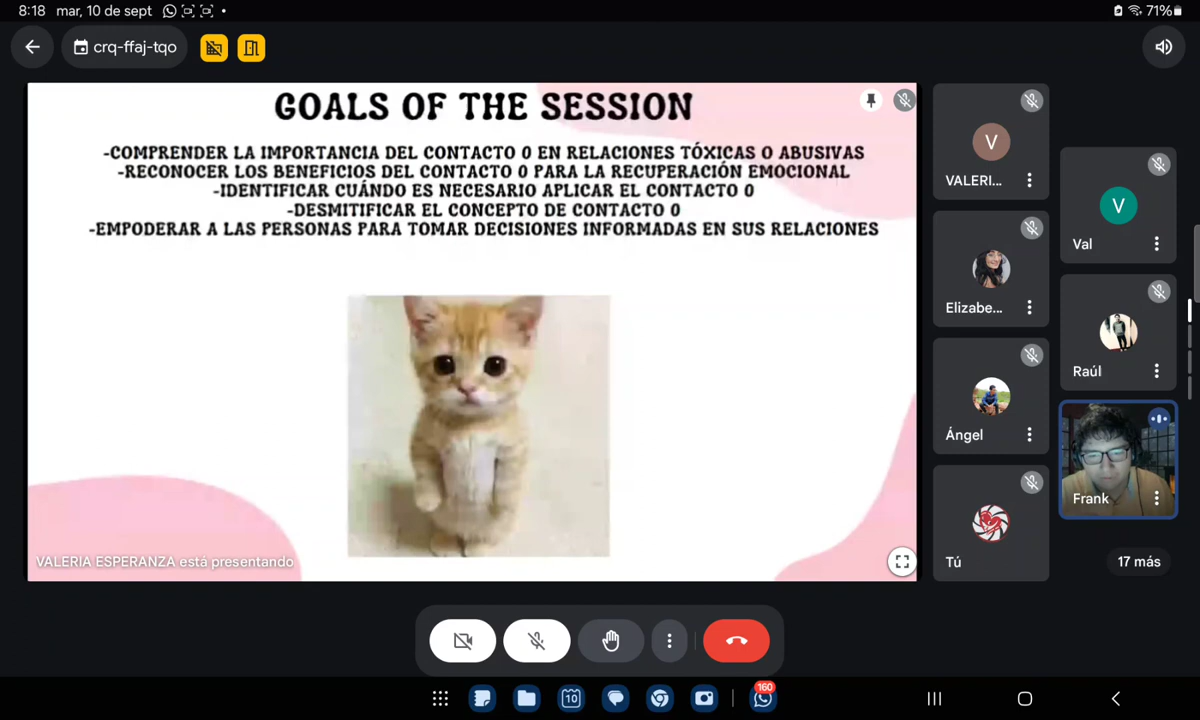 8:18 mar, 10 de sept
71%
crq-ffaj-tqo
GOALS OF THE SESSION
-COMPRENDER LA IMPORTANCIA DEL CONTACTO 0 EN RELACIONES TÓXICAS O ABUSIVAS
-RECONOCER LOS BENEFICIOS DEL CONTACTO 0 PARA LA RECUPERACIÓN EMOCIONAL
-IDENTIFICAR CUÁNDO ES NECESARIO APLICAR EL CONTACTO 0
-DESMITIFICAR EL CONCEPTO DE CONTACTO 0
-EMPODERAR A LAS PERSONAS PARA TOMAR DECISIONES INFORMADAS EN SUS RELACIONES
VALERIA ESPERANZA está presentando
V
VALERI...
Elizabe...
Ángel
Tú
V
Val
Raúl
Frank
17 más
10
160